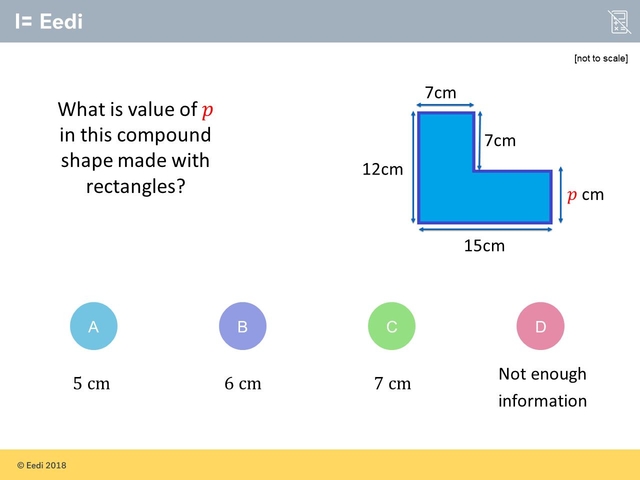 I= Eedi
[not to scale]
What is value of p
in this compound
shape made with
rectangles?
7cm
7cm
12cm
p cm
15cm
A
B
C
D
5 cm
6 cm
7 cm
Not enough
information
© Eedi 2018